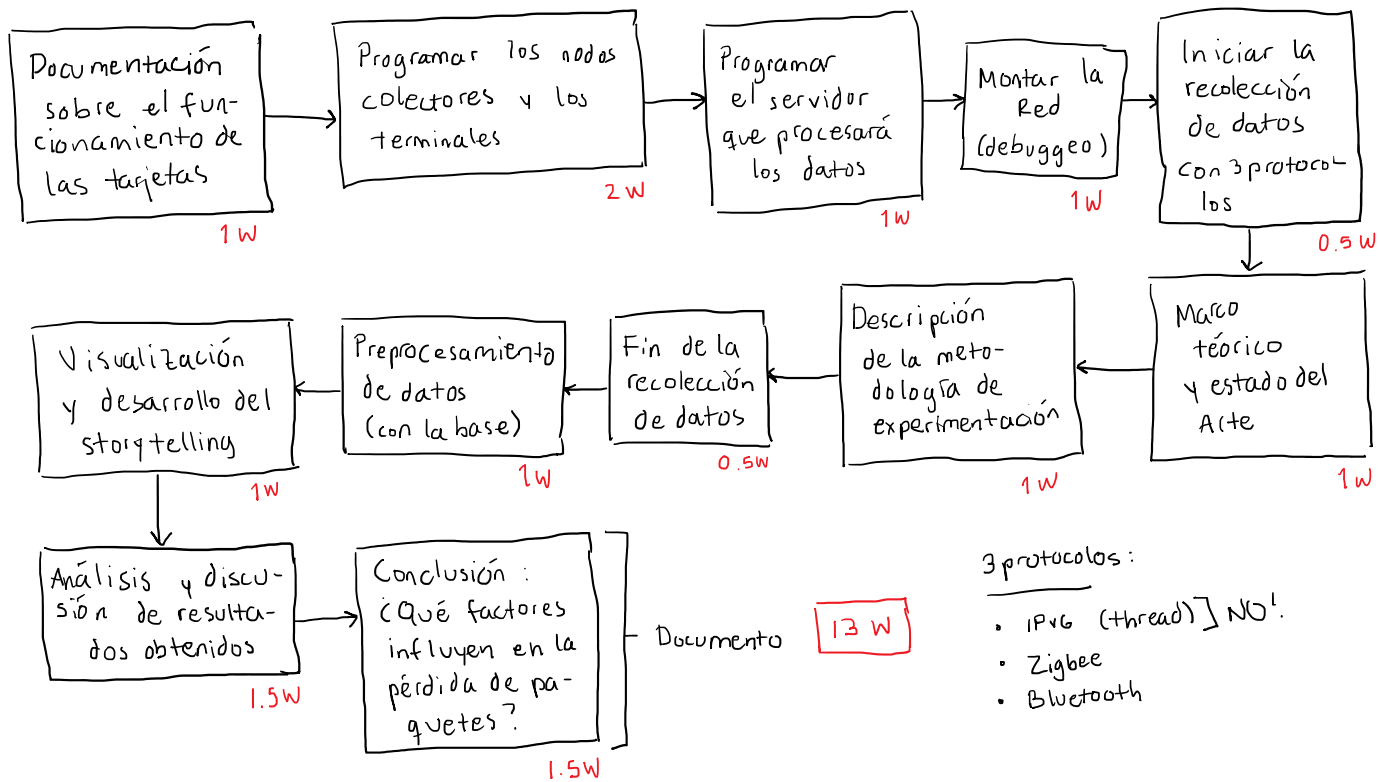 Documentación
sobre el fun-
cionamiento de
las tarjetas
1W
Programar los nodos
colectores y los
terminales
2W
Programar
el servidor
que procesará
los datos
1W
Montar la
Red
(debuggeo)
1W
Iniciar la
recolección
de datos
con 3 protoco-
los
0.5W
Marco
teórico
y estado del
Arte
1W
Descripción
de la meto-
dología de
experimentación
1W
Fin de la
recolección
de datos
0.5W
Preprocesamiento
de datos
(con la base)
1W
Visualización
y desarrollo del
storytelling
1W
Análisis y discu-
sión de resulta-
dos obtenidos
1.5W
Conclusión:
¿Qué factores
influyen en la
pérdida de pa-
quetes?
1.5W
Documento
13 W
3 protocolos:
• IPv6 (thread)] NO!.
• Zigbee
• Bluetooth